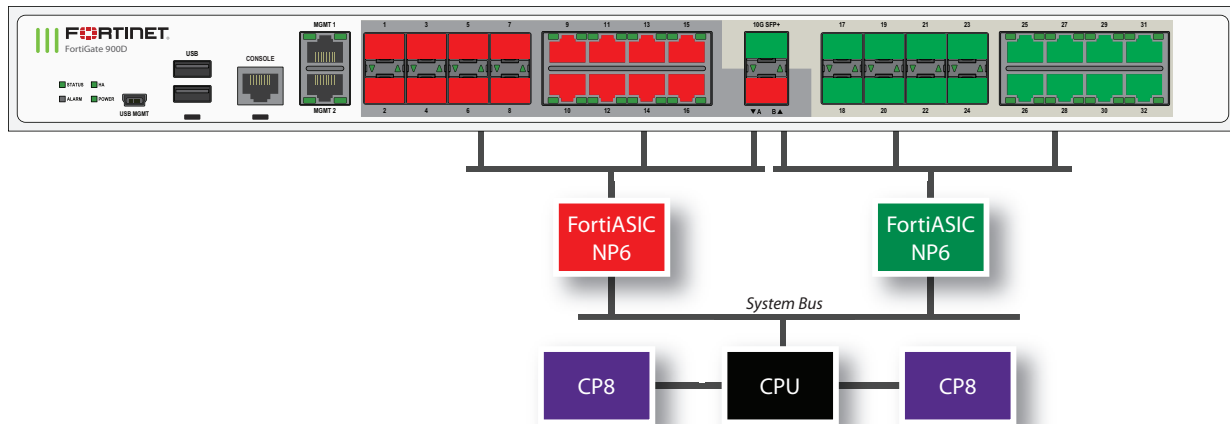 FORTINET
FortiGate 900D
STATUS HA
ALARM POWER
USB MGMT
USB
CONSOLE
MGMT 1
MGMT 2
1 3 5 7
2 4 6 8
9 11 13 15
10 12 14 16
10G SFP+
▼A B▲
17 19 21 23
18 20 22 24
25 27 29 31
26 28 30 32
FortiASIC
NP6
FortiASIC
NP6
System Bus
CP8
CPU
CP8